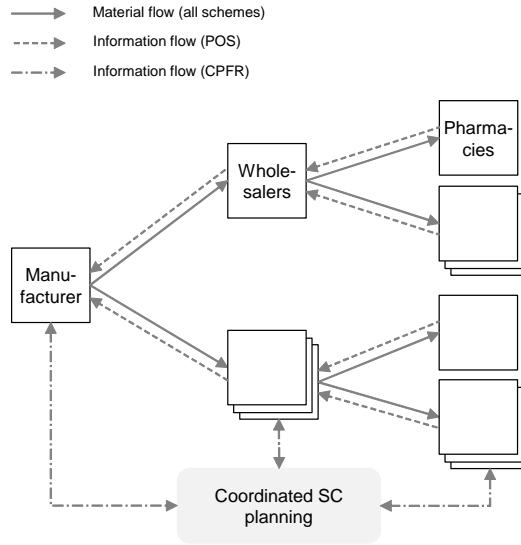 Material flow (all schemes)
Information flow (POS)
Information flow (CPFR)
Pharma-
cies
Whole-
salers
Manu-
facturer
Coordinated SC
planning